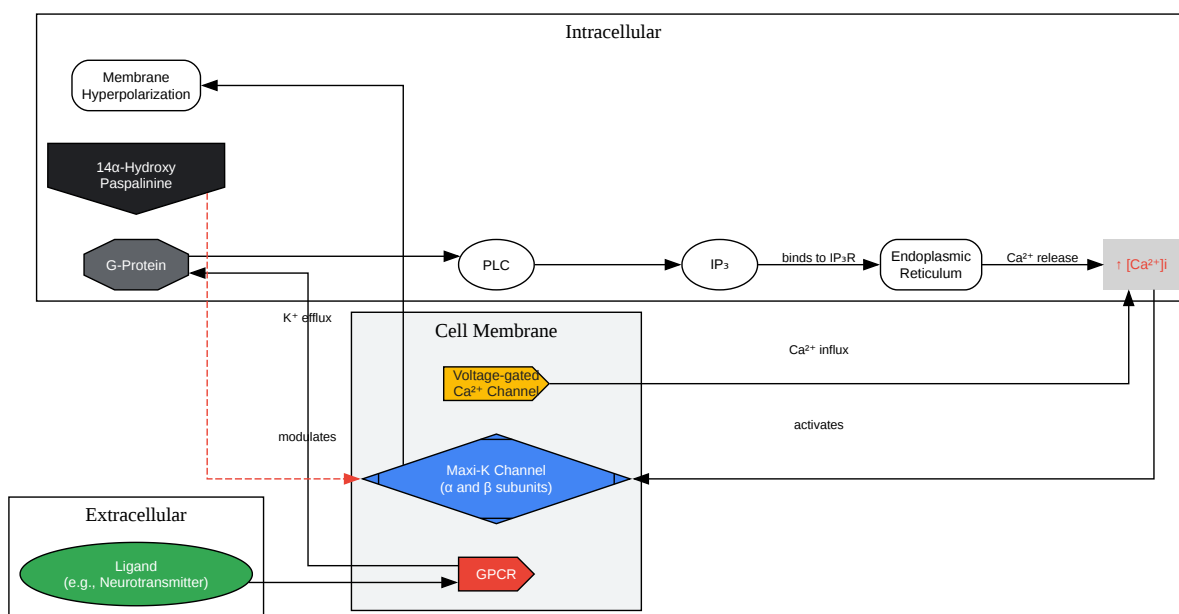 Intracellular
Membrane
Hyperpolarization
14α-Hydroxy
Paspalinine
G-Protein
PLC
IP₃
binds to IP₃R
Endoplasmic
Reticulum
Ca²⁺ release
↑ [Ca²⁺]i
K⁺ efflux
Cell Membrane
Ca²⁺ influx
Voltage-gated
Ca²⁺ Channel
activates
modulates
Maxi-K Channel
(α and β subunits)
Extracellular
Ligand
(e.g., Neurotransmitter)
GPCR